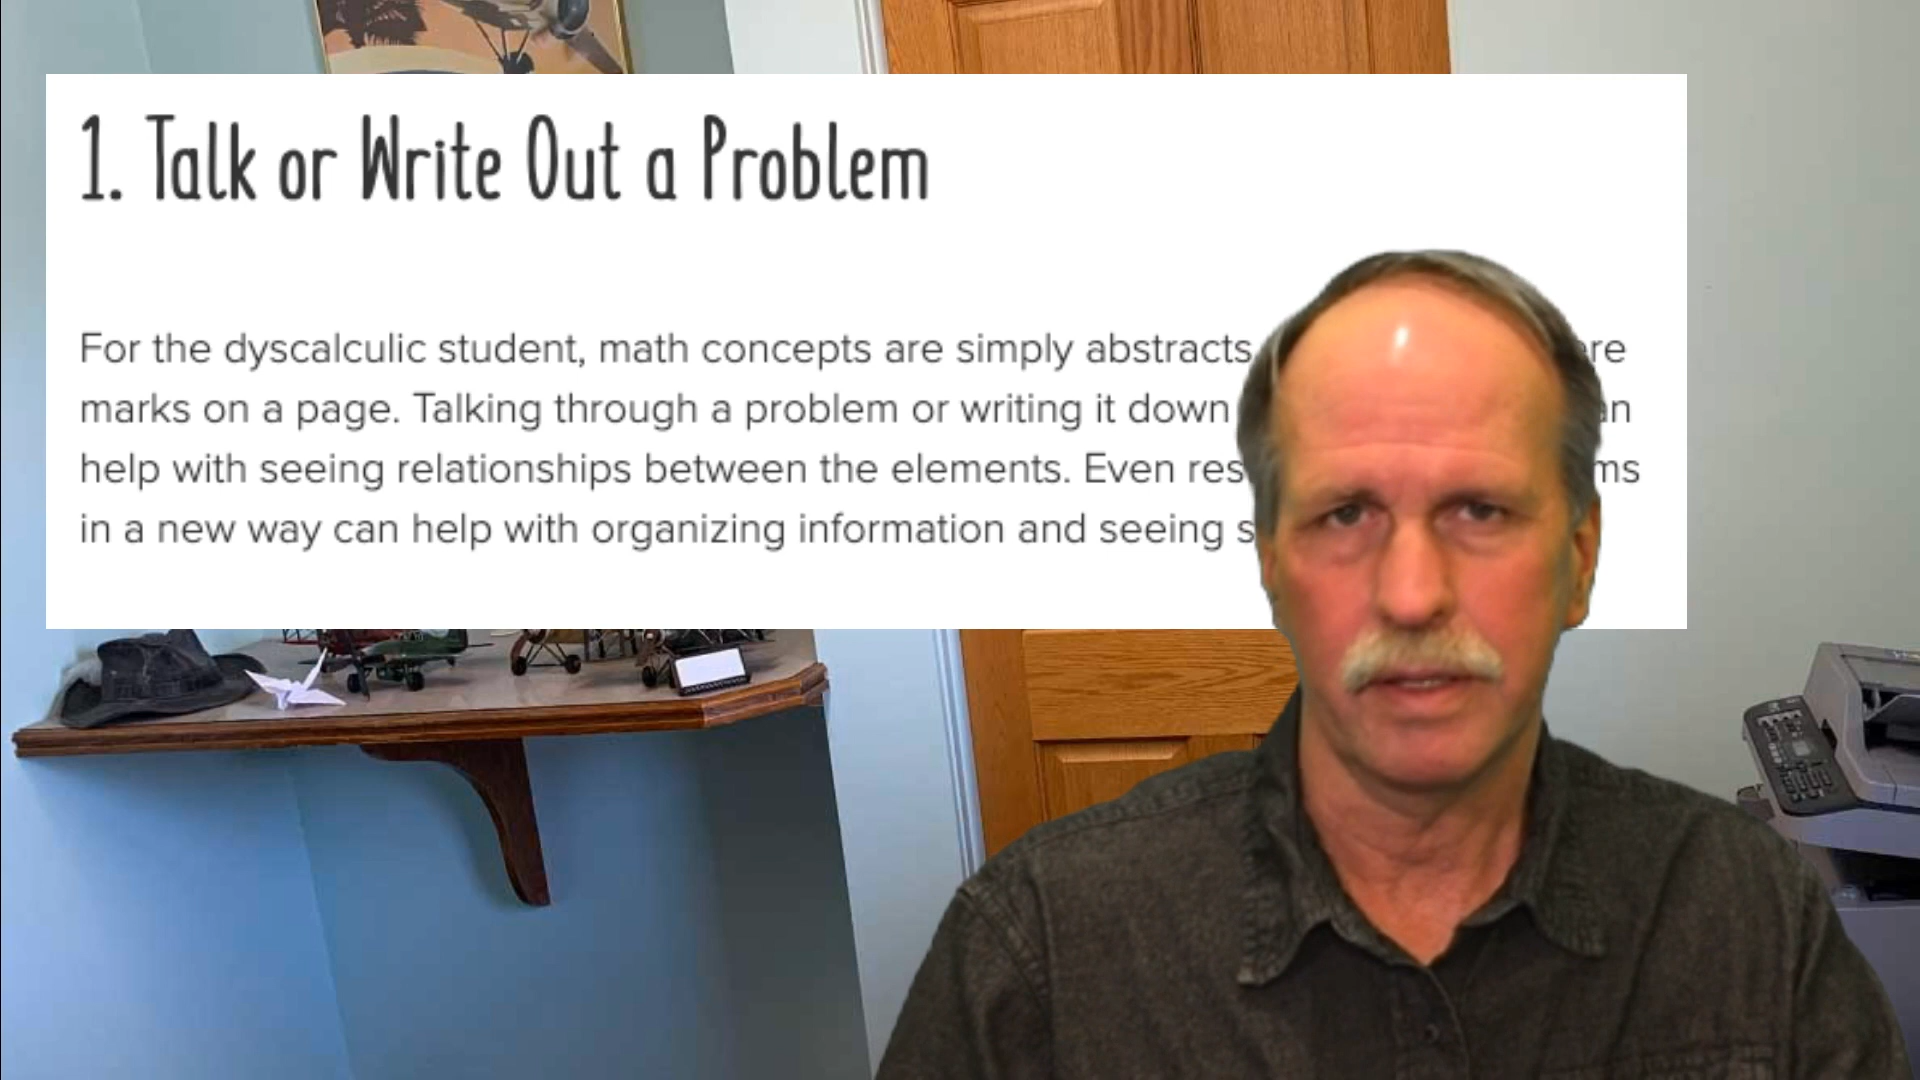 1. Talk or Write Out a Problem
For the dyscalculic student, math concepts are simply abstracts
marks on a page. Talking through a problem or writing it down
help with seeing relationships between the elements. Even
in a new way can help with organizing information and seeing